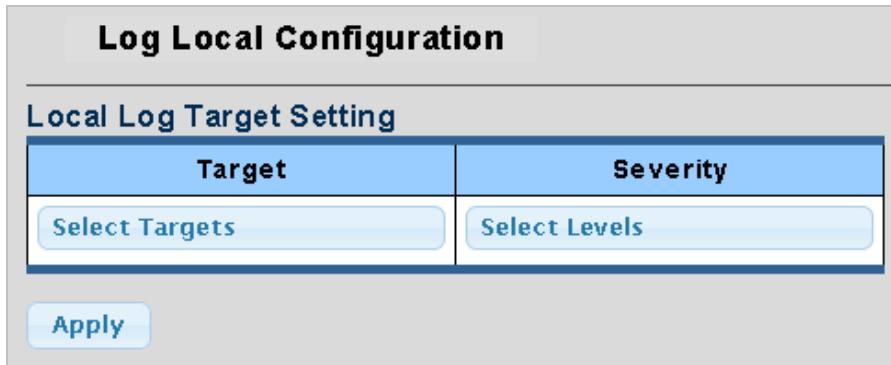 Log Local Configuration
Local Log Target Setting
Target Severity
Select Targets Select Levels
Apply